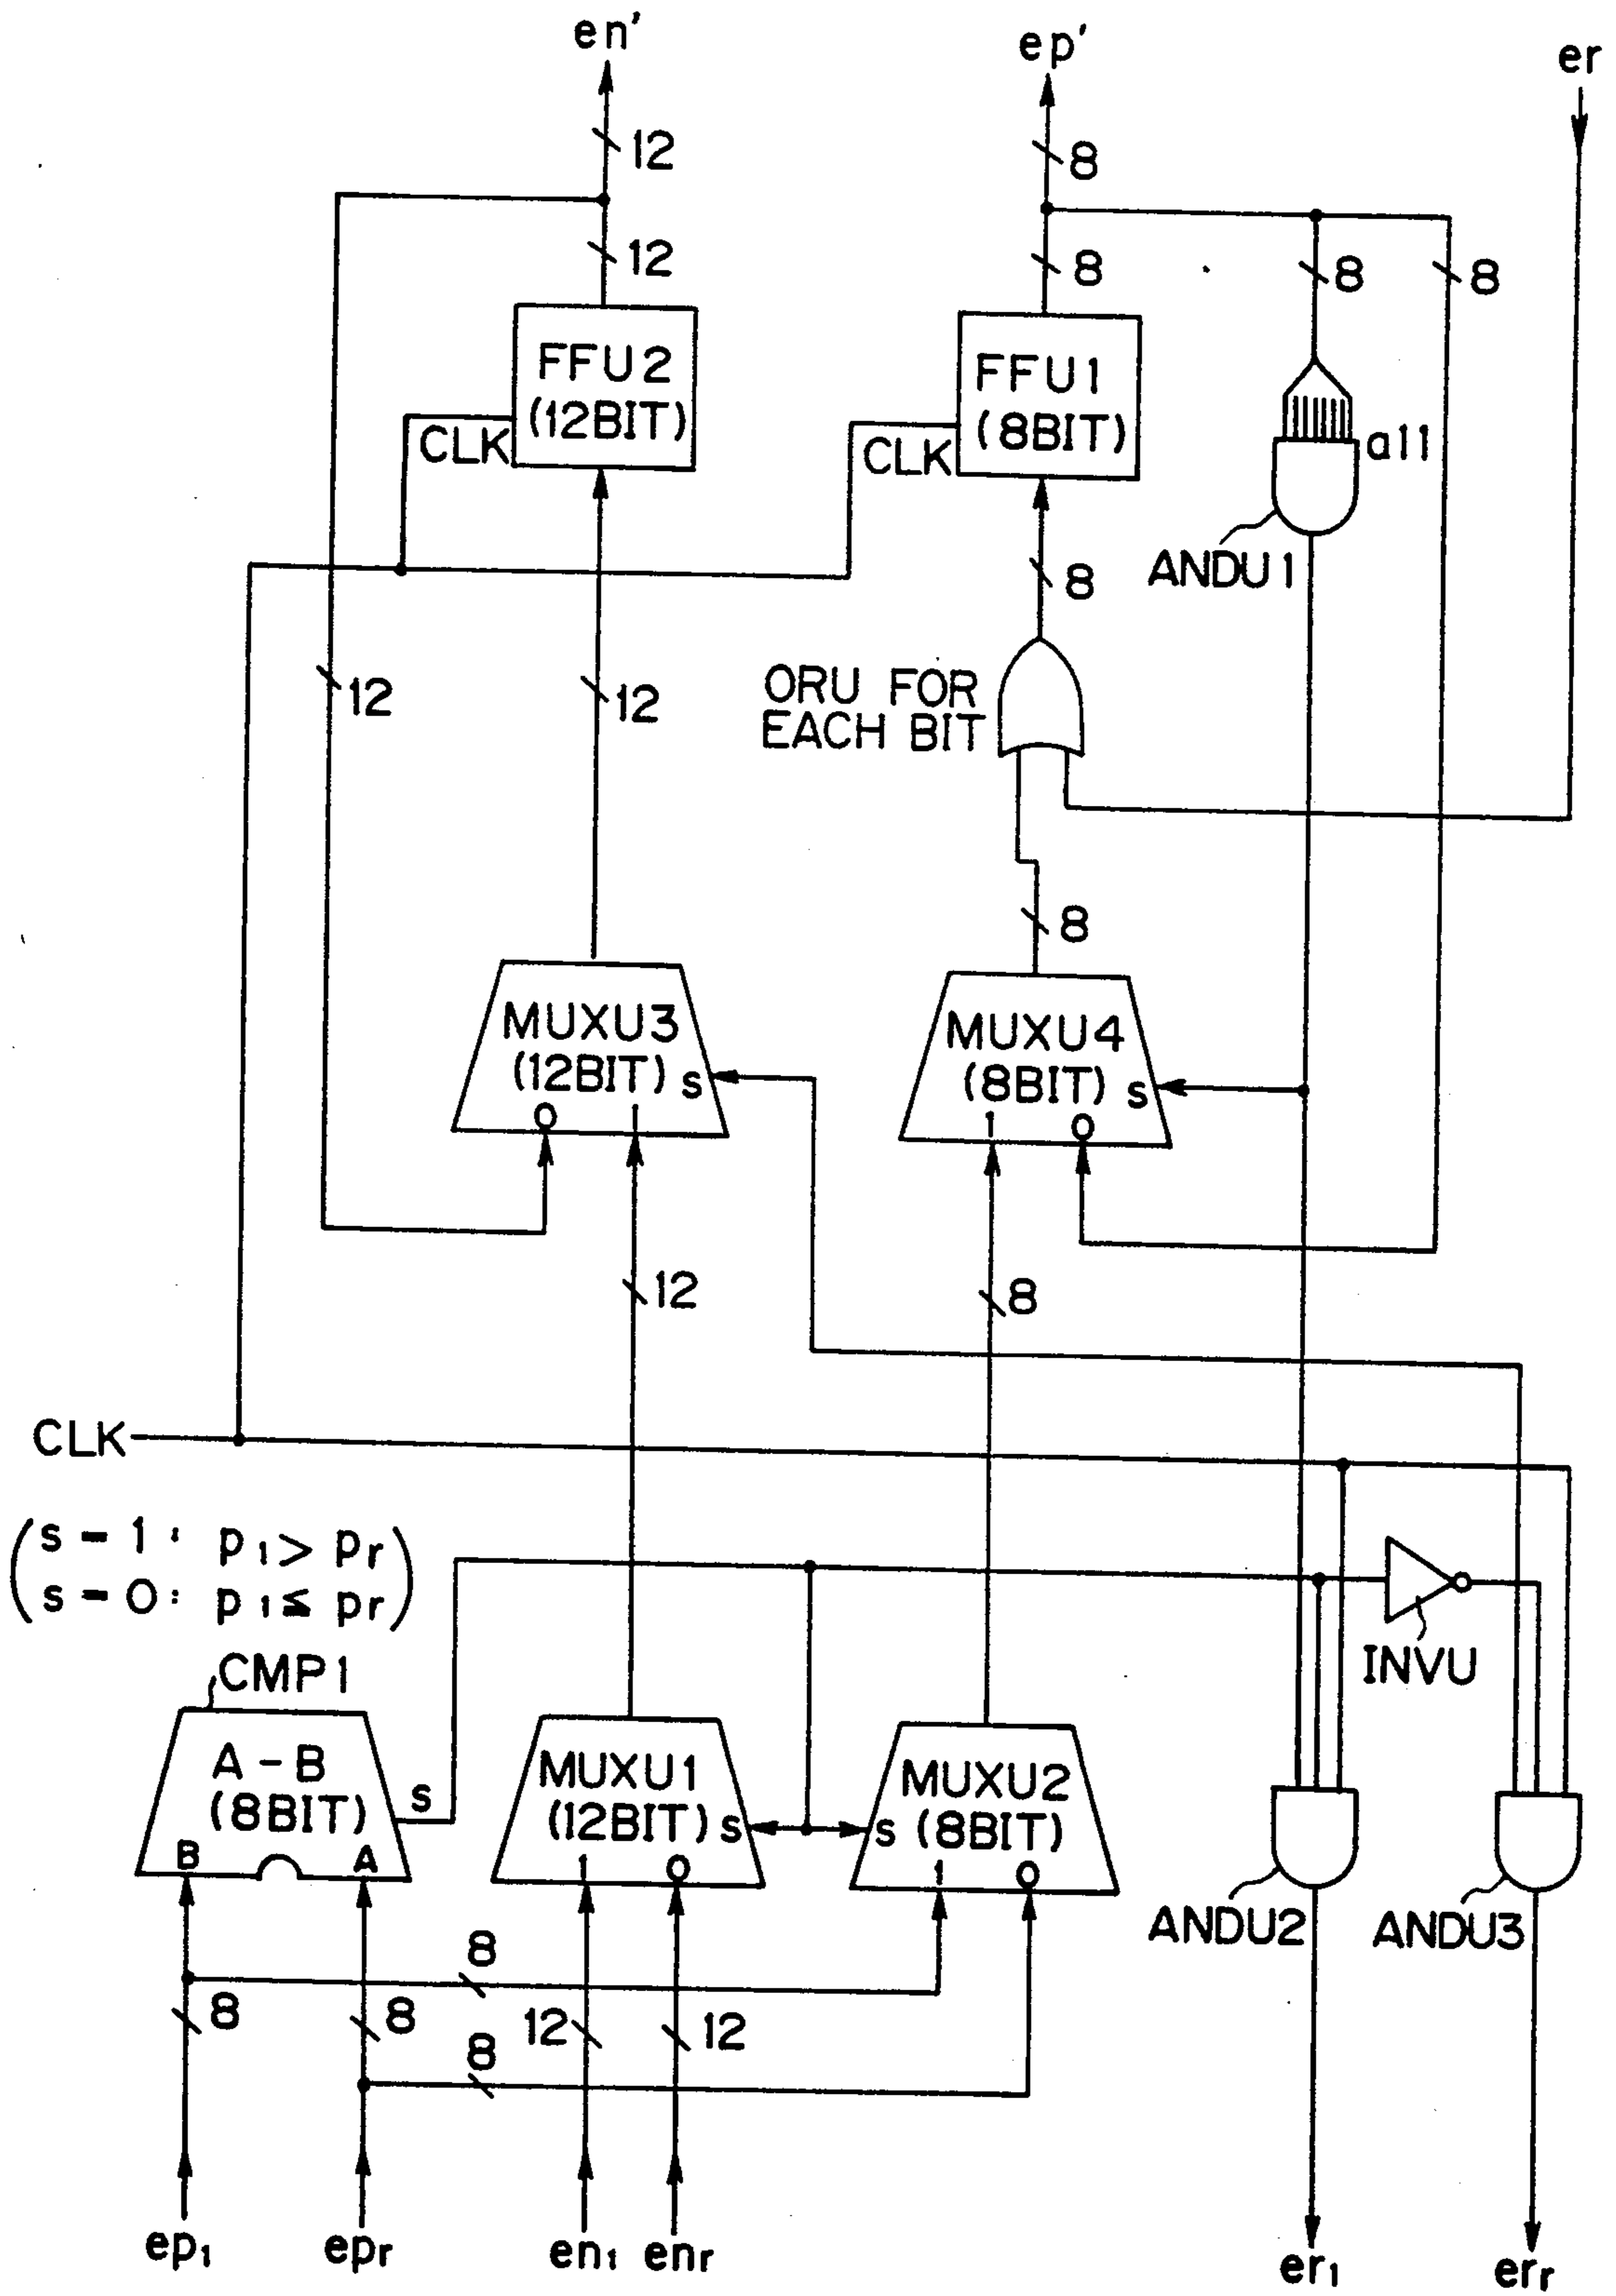 en'
ep'
er
12
8
12
8
8
8
FFU2
(12BIT)
CLK
FFU1
(8BIT)
CLK
all
ANDU1
8
12
12
ORU FOR
EACH BIT
8
MUXU3
(12BIT) s
0 1
MUXU4
(8BIT) s
1 0
12
8
CLK
(s = 1: p₁ > pr)
(s = 0: p₁ ≤ pr)
INVU
CMP1
A - B
(8BIT)
s
B A
MUXU1
(12BIT) s
1 0
MUXU2
s (8BIT)
1 0
ANDU2
ANDU3
8
8
8
12
12
8
ep₁
epr
en₁
enr
er₁
err